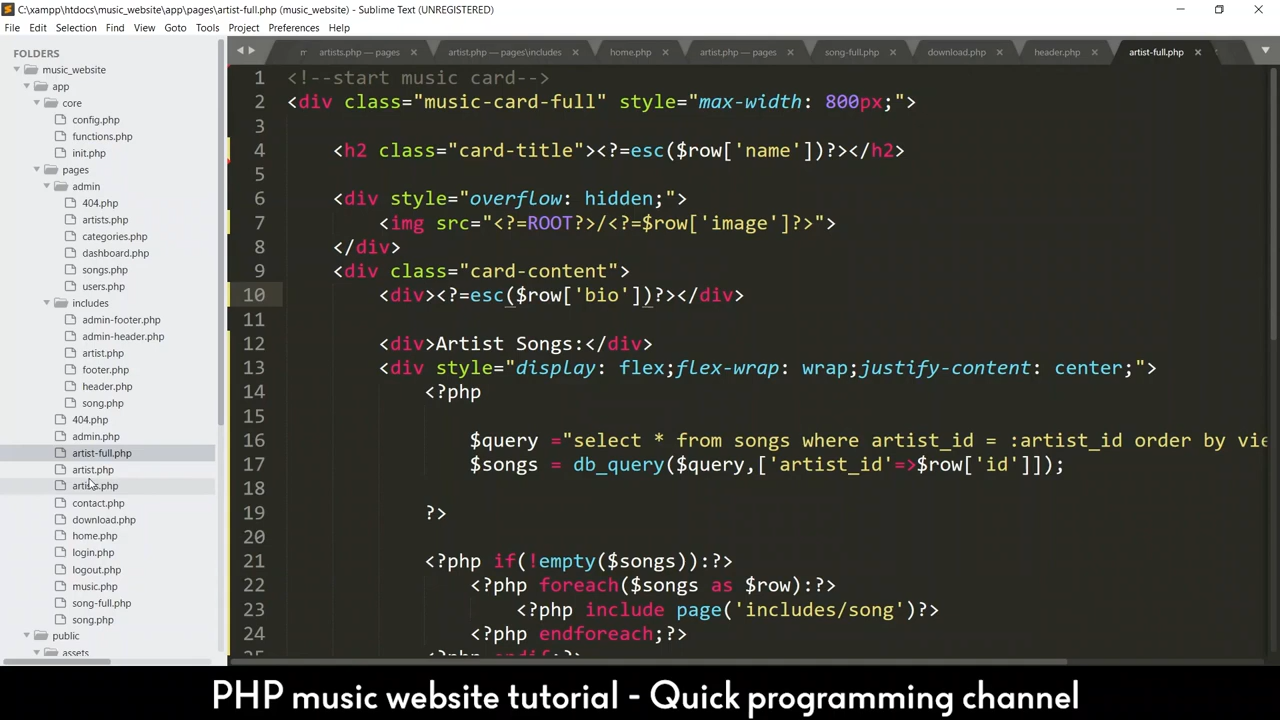 C:\xampp\htdocs\music_website\app\pages\artist-full.php (music_website) - Sublime Text (UNREGISTERED)
File Edit Selection Find View Goto Tools Project Preferences Help
FOLDERS
music_website
app
core
config.php
functions.php
init.php
pages
admin
404.php
artists.php
categories.php
dashboard.php
songs.php
users.php
includes
admin-footer.php
admin-header.php
artist.php
footer.php
header.php
song.php
404.php
admin.php
artist-full.php
artist.php
artists.php
contact.php
download.php
home.php
login.php
logout.php
music.php
song-full.php
song.php
public
assets
artists.php — pages artist.php — pages\includes home.php artist.php — pages song-full.php download.php header.php artist-full.php
1 <!--start music card-->
2 <div class="music-card-full" style="max-width: 800px;">
3
4 <h2 class="card-title"><?=esc($row['name'])?></h2>
5
6 <div style="overflow: hidden;">
7 <img src="<?=ROOT?>/<?=$row['image']?>">
8 </div>
9 <div class="card-content">
10 <div><?=esc($row['bio'])?></div>
11
12 <div>Artist Songs:</div>
13 <div style="display: flex;flex-wrap: wrap;justify-content: center;">
14 <?php
15
16 $query ="select * from songs where artist_id = :artist_id order by vie
17 $songs = db_query($query,['artist_id'=>$row['id']]);
18
19 ?>
20
21 <?php if(!empty($songs)):?>
22 <?php foreach($songs as $row):?>
23 <?php include page('includes/song')?>
24 <?php endforeach;?>
PHP music website tutorial - Quick programming channel